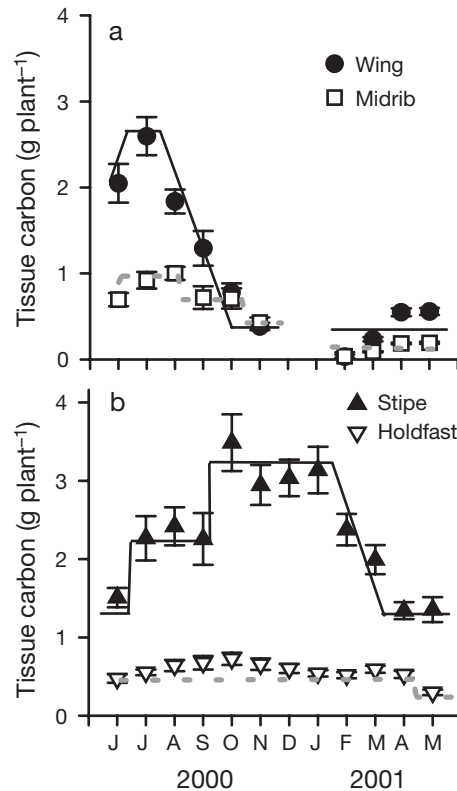 a
Wing
Midrib
Tissue carbon (g plant⁻¹)
4
3
2
1
0
b
Stipe
Holdfast
Tissue carbon (g plant⁻¹)
4
3
2
1
0
J J A S O N D J F M A M
2000 2001